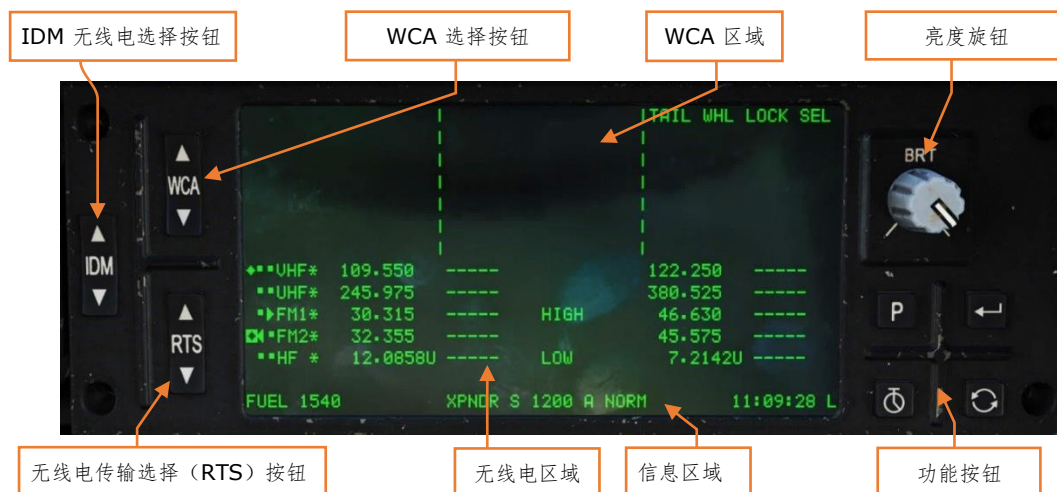 IDM 无线电选择按钮
WCA 选择按钮
WCA 区域
亮度旋钮
TAIL WHL LOCK SEL
BRT
WCA
IDM
VHF* 109.550 ----- 122.250 -----
UHF* 245.975 ----- 380.525 -----
FM1* 30.315 ----- HIGH 46.630 -----
FM2* 32.355 ----- 45.575 -----
HF * 12.0858U ----- LOW 7.2142U -----
P
RTS
FUEL 1540 XPNDR S 1200 A NORM 11:09:28 L
无线电传输选择（RTS）按钮
无线电区域
信息区域
功能按钮